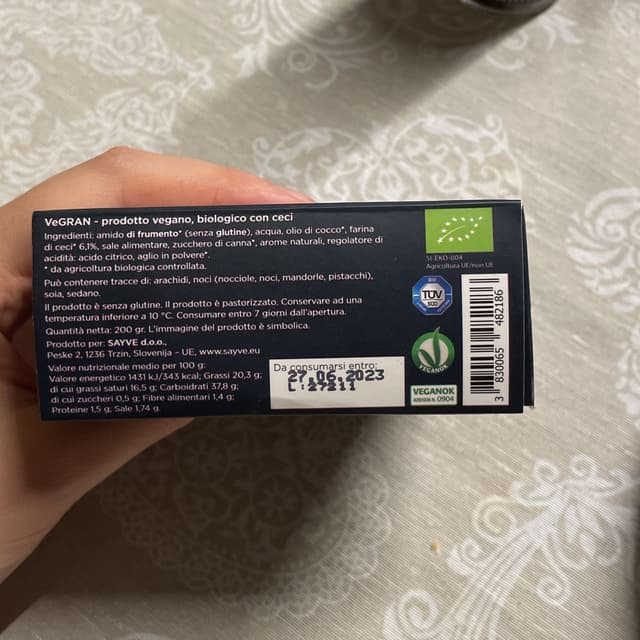 VeGRAN - prodotto vegano, biologico con ceci
Ingredienti: amido di frumento* (senza glutine), acqua, olio di cocco*, farina
di ceci* 6,1%, sale alimentare, zucchero di canna*, arome naturali, regolatore di
acidità: acido citrico, aglio in polvere*.
* da agricoltura biologica controllata.
Può contenere tracce di: arachidi, noci (nocciole, noci, mandorle, pistacchi),
soia, sedano.
Il prodotto è senza glutine. Il prodotto è pastorizzato. Conservare ad una
temperatura inferiore a 10 °C. Consumare entro 7 giorni dall'apertura.
Quantità netta: 200 gr. L'immagine del prodotto è simbolica.
Prodotto per: SAYVE d.o.o.,
Peske 2, 1236 Trzin, Slovenija - UE, www.sayve.eu
Valore nutrizionale medio per 100 g:
Valore energetico 1431 kJ/343 kcal; Grassi 20,3 g;
di cui grassi saturi 16,5 g; Carboidrati 37,8 g;
di cui zuccheri 0,5 g; Fibre alimentari 1,4 g;
Proteine 1,5 g; Sale 1,74 g.
Da consumarsi entro:
27.06.2023
L:27211
SI-EKO-004
Agricoltura UE/non UE
TÜV
SÜD
VEGANOK
VEGANOK
AZIENDA N. 0904
3 830065 482186